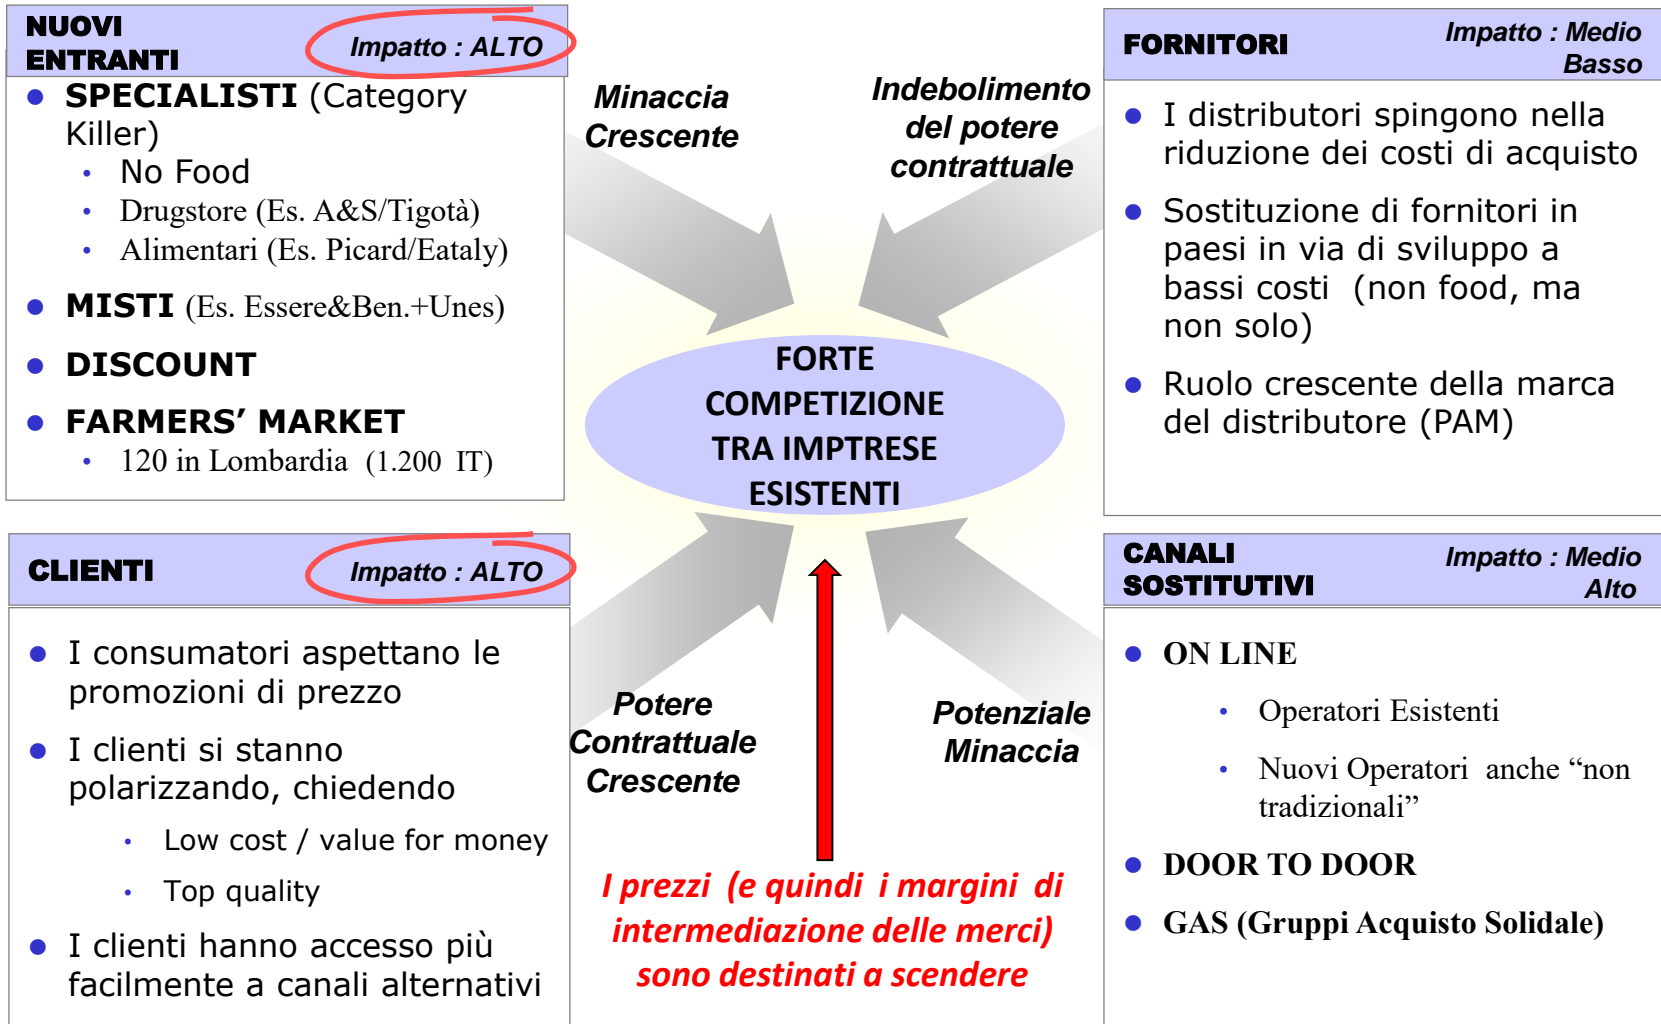 NUOVI
ENTRANTI
Impatto : ALTO
● SPECIALISTI (Category
Killer)
• No Food
• Drugstore (Es. A&S/Tigotà)
• Alimentari (Es. Picard/Eataly)
● MISTI (Es. Essere&Ben.+Unes)
● DISCOUNT
● FARMERS’ MARKET
• 120 in Lombardia (1.200 IT)
Minaccia
Crescente
Indebolimento
del potere
contrattuale
FORNITORI
Impatto : Medio
Basso
● I distributori spingono nella
riduzione dei costi di acquisto
● Sostituzione di fornitori in
paesi in via di sviluppo a
bassi costi (non food, ma
non solo)
● Ruolo crescente della marca
del distributore (PAM)
FORTE
COMPETIZIONE
TRA IMPTRESE
ESISTENTI
CLIENTI
Impatto : ALTO
● I consumatori aspettano le
promozioni di prezzo
● I clienti si stanno
polarizzando, chiedendo
• Low cost / value for money
• Top quality
● I clienti hanno accesso più
facilmente a canali alternativi
Potere
Contrattuale
Crescente
Potenziale
Minaccia
I prezzi (e quindi i margini di
intermediazione delle merci)
sono destinati a scendere
CANALI
SOSTITUTIVI
Impatto : Medio
Alto
● ON LINE
• Operatori Esistenti
• Nuovi Operatori anche “non
tradizionali”
● DOOR TO DOOR
● GAS (Gruppi Acquisto Solidale)